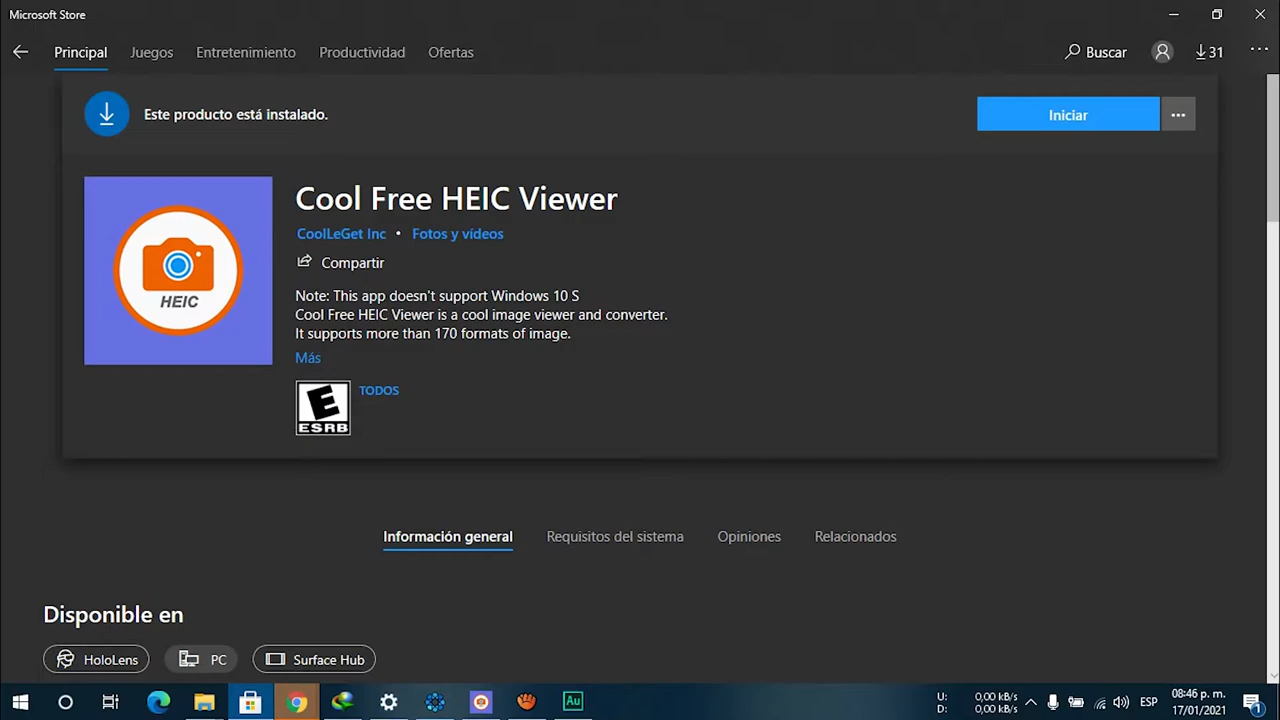 Microsoft Store
Principal Juegos Entretenimiento Productividad Ofertas Buscar 31
Este producto está instalado. Iniciar
HEIC
Cool Free HEIC Viewer
CoolLeGet Inc • Fotos y vídeos
Compartir
Note: This app doesn't support Windows 10 S
Cool Free HEIC Viewer is a cool image viewer and converter.
It supports more than 170 formats of image.
Más
E
ESRB
TODOS
Información general Requisitos del sistema Opiniones Relacionados
Disponible en
HoloLens PC Surface Hub
Au
U: 0,00 kB/s
D: 0,00 kB/s
ESP
08:46 p. m.
17/01/2021
1